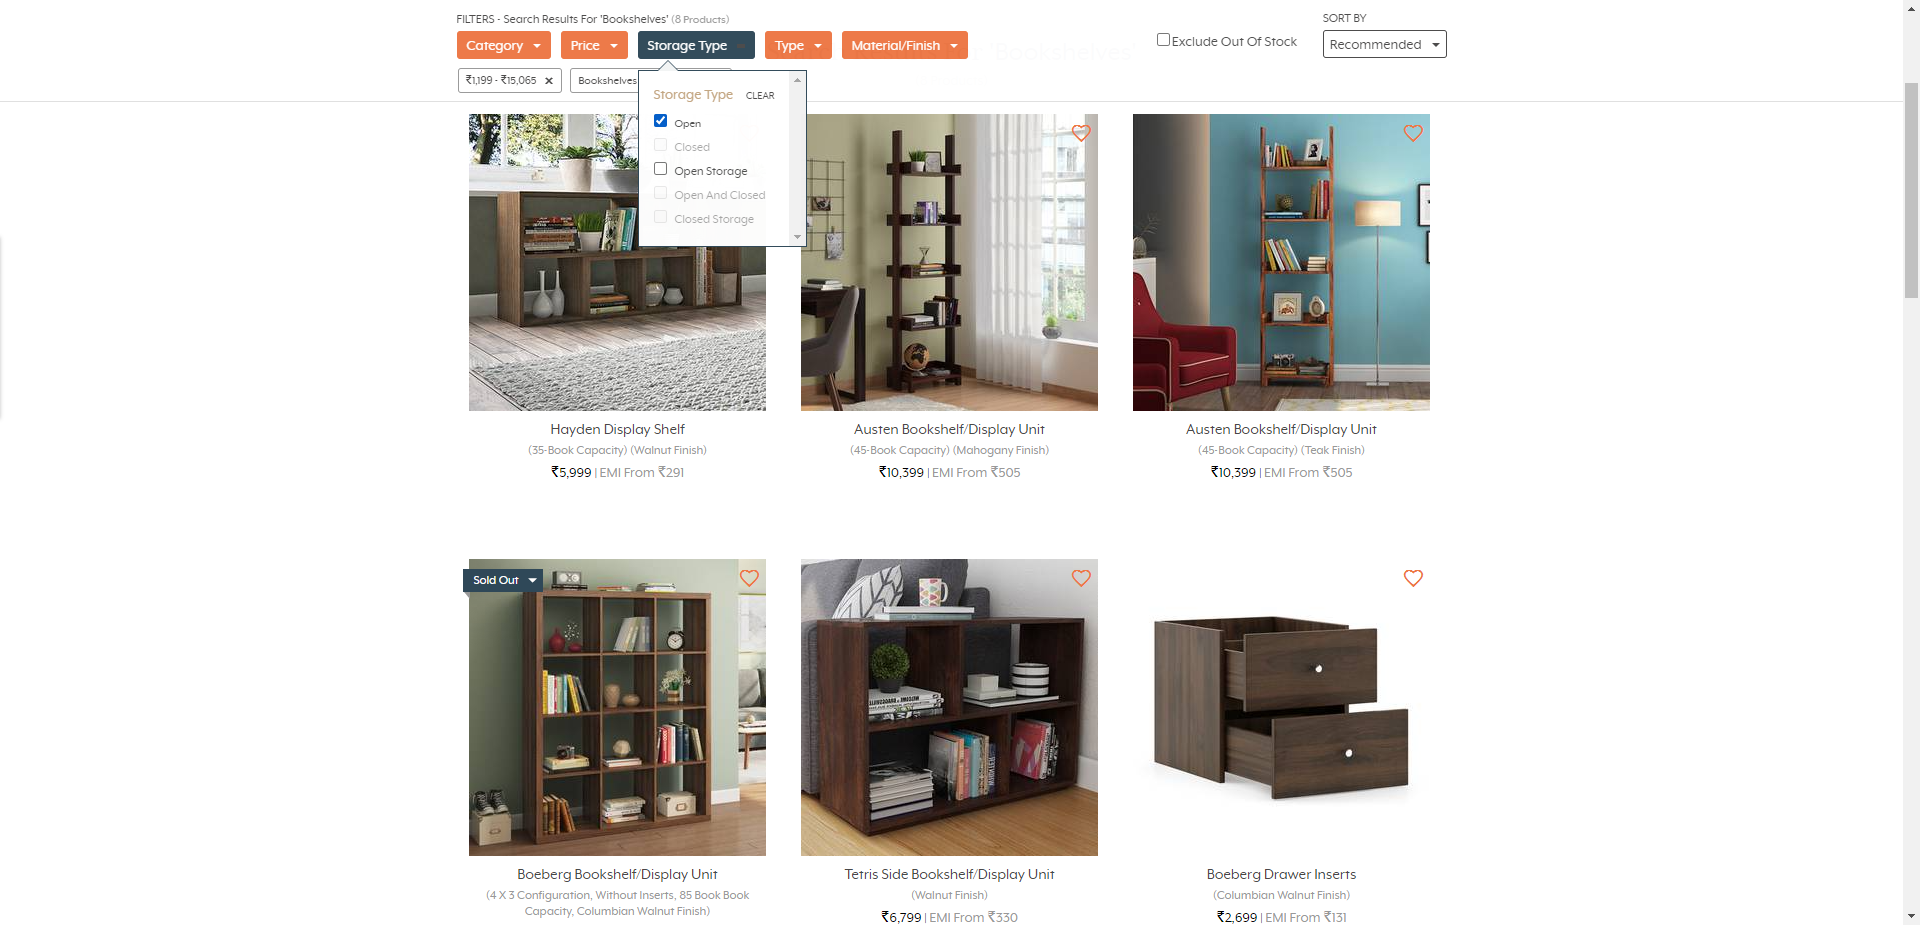 FILTERS - Search Results For 'Bookshelves' (8 Products)
SORT BY
Category
Price
Storage Type
Type
Material/Finish
'Bookshelves'
Exclude Out Of Stock
Recommended
₹1,199 - ₹15,065 ×
Bookshelves
Storage Type CLEAR
Open
Closed
Open Storage
Open And Closed
Closed Storage
Hayden Display Shelf
(35-Book Capacity) (Walnut Finish)
₹5,999 | EMI From ₹291
Austen Bookshelf/Display Unit
(45-Book Capacity) (Mahogany Finish)
₹10,399 | EMI From ₹505
Austen Bookshelf/Display Unit
(45-Book Capacity) (Teak Finish)
₹10,399 | EMI From ₹505
Sold Out
Boeberg Bookshelf/Display Unit
(4 X 3 Configuration, Without Inserts, 85 Book Book
Capacity, Columbian Walnut Finish)
Tetris Side Bookshelf/Display Unit
(Walnut Finish)
₹6,799 | EMI From ₹330
Boeberg Drawer Inserts
(Columbian Walnut Finish)
₹2,699 | EMI From ₹131